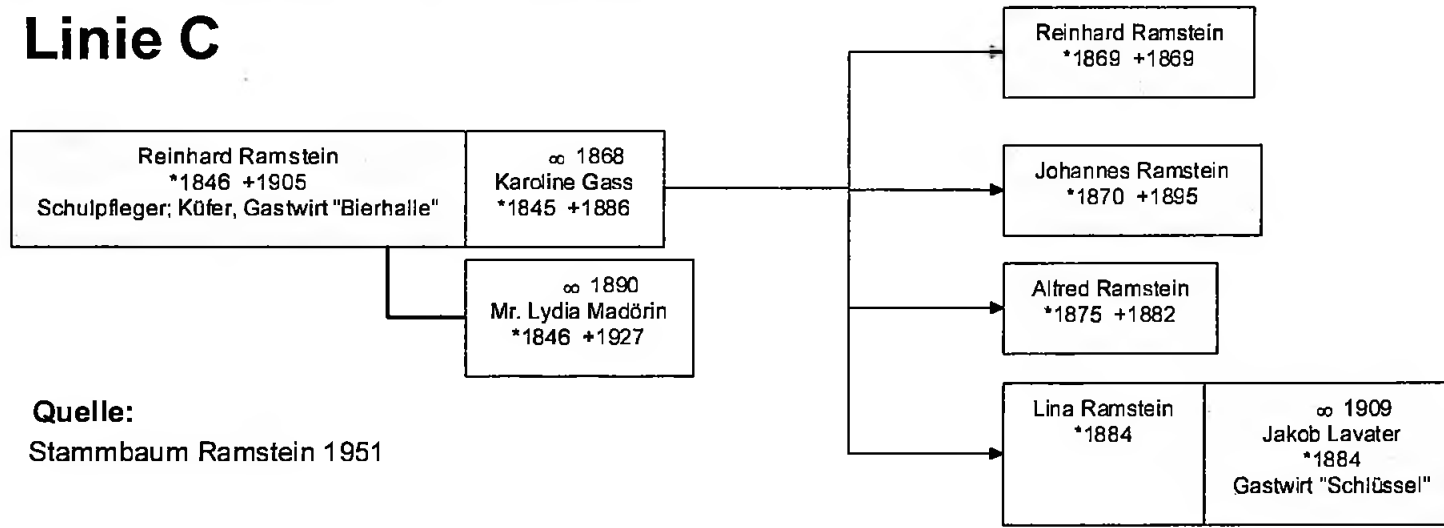 Linie C
Reinhard Ramstein
*1846 +1905
Schulpfleger; Küfer, Gastwirt "Bierhalle"
∞ 1868
Karoline Gass
*1845 +1886
∞ 1890
Mr. Lydia Madörin
*1846 +1927
Reinhard Ramstein
*1869 +1869
Johannes Ramstein
*1870 +1895
Alfred Ramstein
*1875 +1882
Lina Ramstein
*1884
∞ 1909
Jakob Lavater
*1884
Gastwirt "Schlüssel"
Quelle:
Stammbaum Ramstein 1951